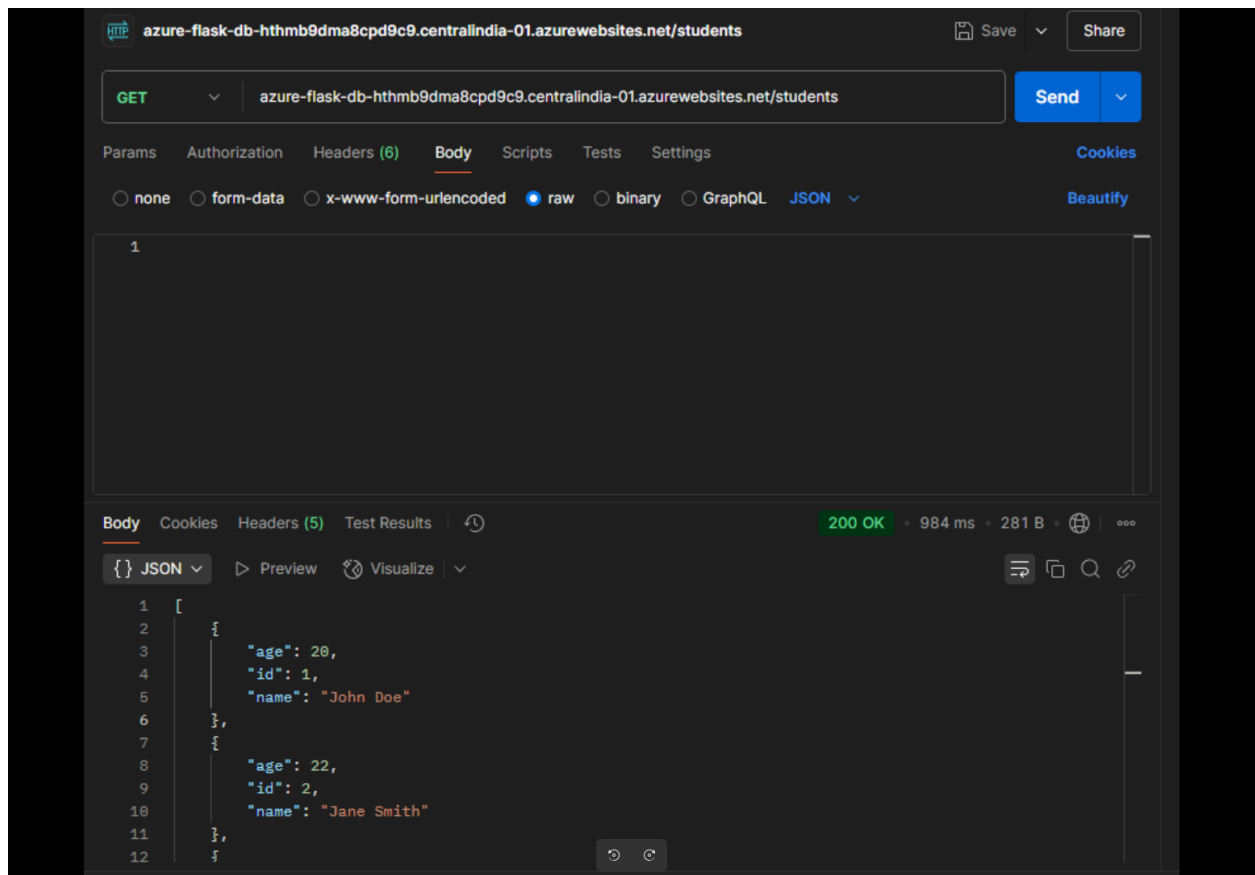 HTTP azure-flask-db-hthmb9dma8cpd9c9.centralindia-01.azurewebsites.net/students Save Share
GET azure-flask-db-hthmb9dma8cpd9c9.centralindia-01.azurewebsites.net/students Send
Params Authorization Headers (6) Body Scripts Tests Settings Cookies
none form-data x-www-form-urlencoded raw binary GraphQL JSON Beautify
1
Body Cookies Headers (5) Test Results 200 OK • 984 ms • 281 B •
{} JSON Preview Visualize
1 [
2 {
3 "age": 20,
4 "id": 1,
5 "name": "John Doe"
6 },
7 {
8 "age": 22,
9 "id": 2,
10 "name": "Jane Smith"
11 },
12 {